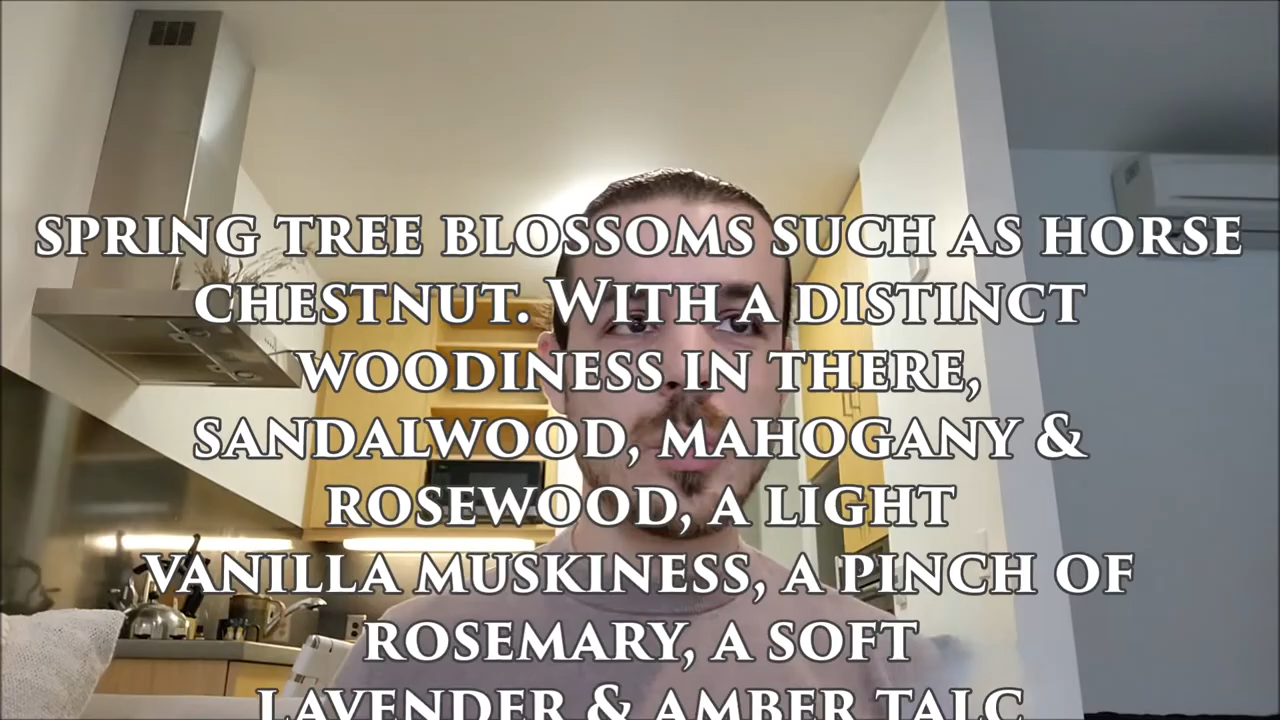 SPRING TREE BLOSSOMS SUCH AS HORSE
CHESTNUT. WITH A DISTINCT
WOODINESS IN THERE,
SANDALWOOD, MAHOGANY &
ROSEWOOD, A LIGHT
VANILLA MUSKINESS, A PINCH OF
ROSEMARY, A SOFT
LAVENDER & AMBER TALC